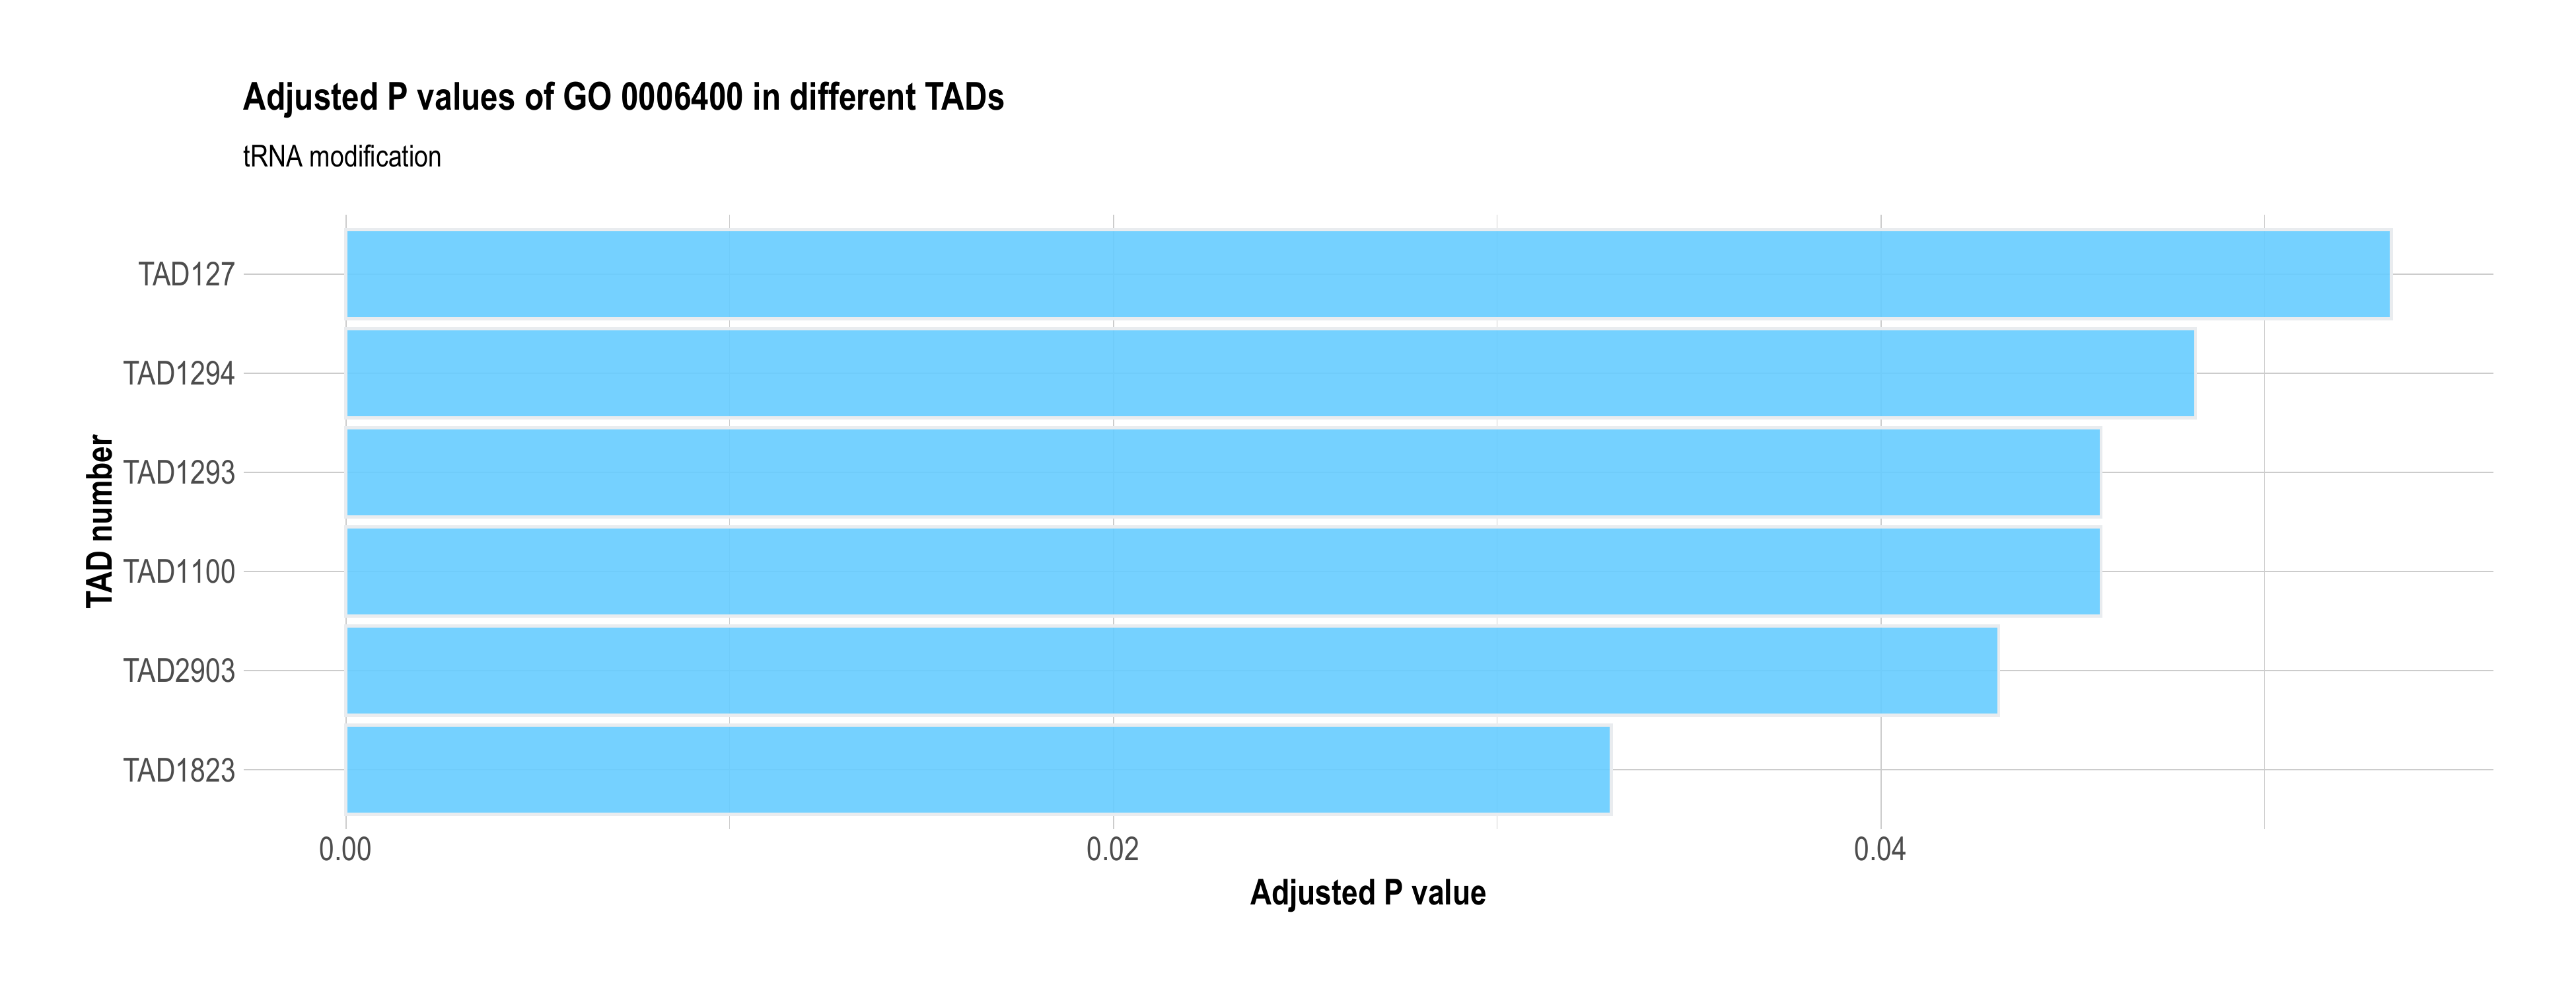 Adjusted P values of GO 0006400 in different TADs
tRNA modification
TAD number
TAD127
TAD1294
TAD1293
TAD1100
TAD2903
TAD1823
0.00 0.02 0.04
Adjusted P value